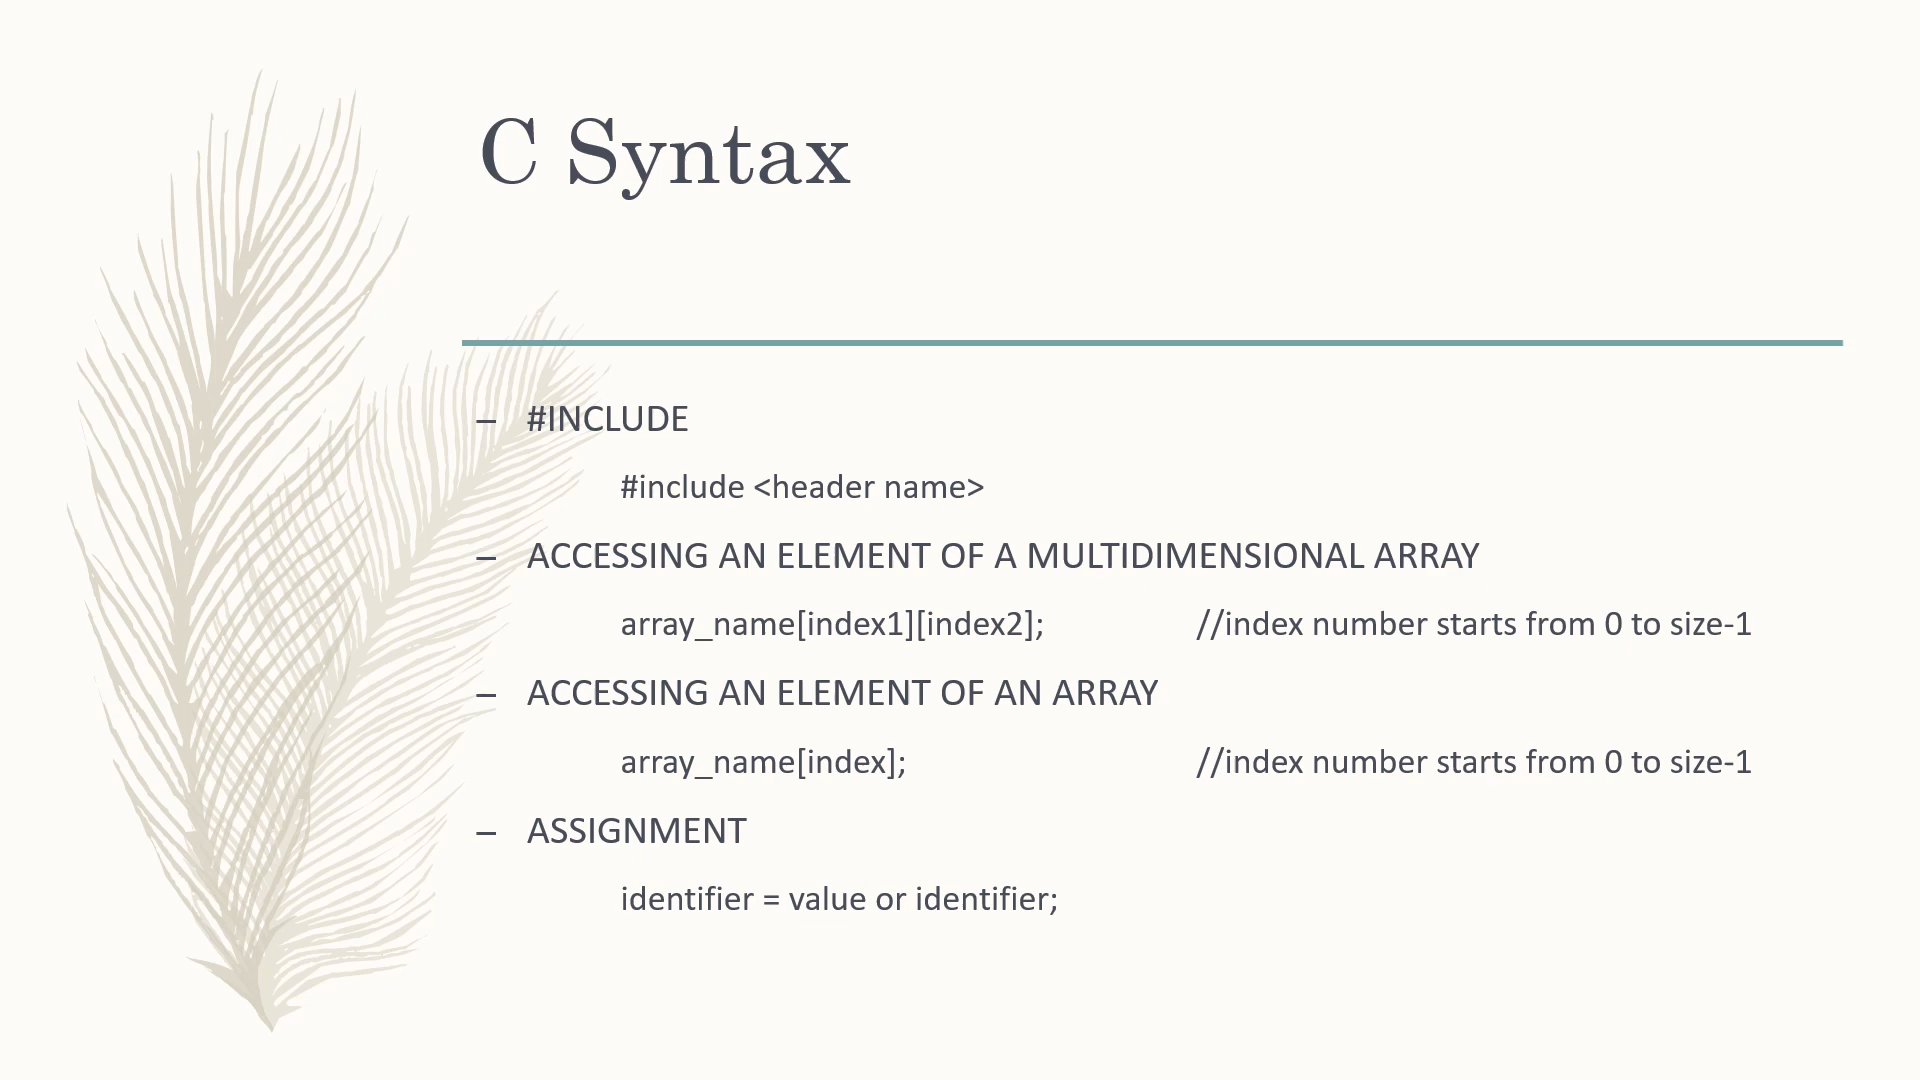 C Syntax
– #INCLUDE
#include <header name>
– ACCESSING AN ELEMENT OF A MULTIDIMENSIONAL ARRAY
array_name[index1][index2]; //index number starts from 0 to size-1
– ACCESSING AN ELEMENT OF AN ARRAY
array_name[index]; //index number starts from 0 to size-1
– ASSIGNMENT
identifier = value or identifier;